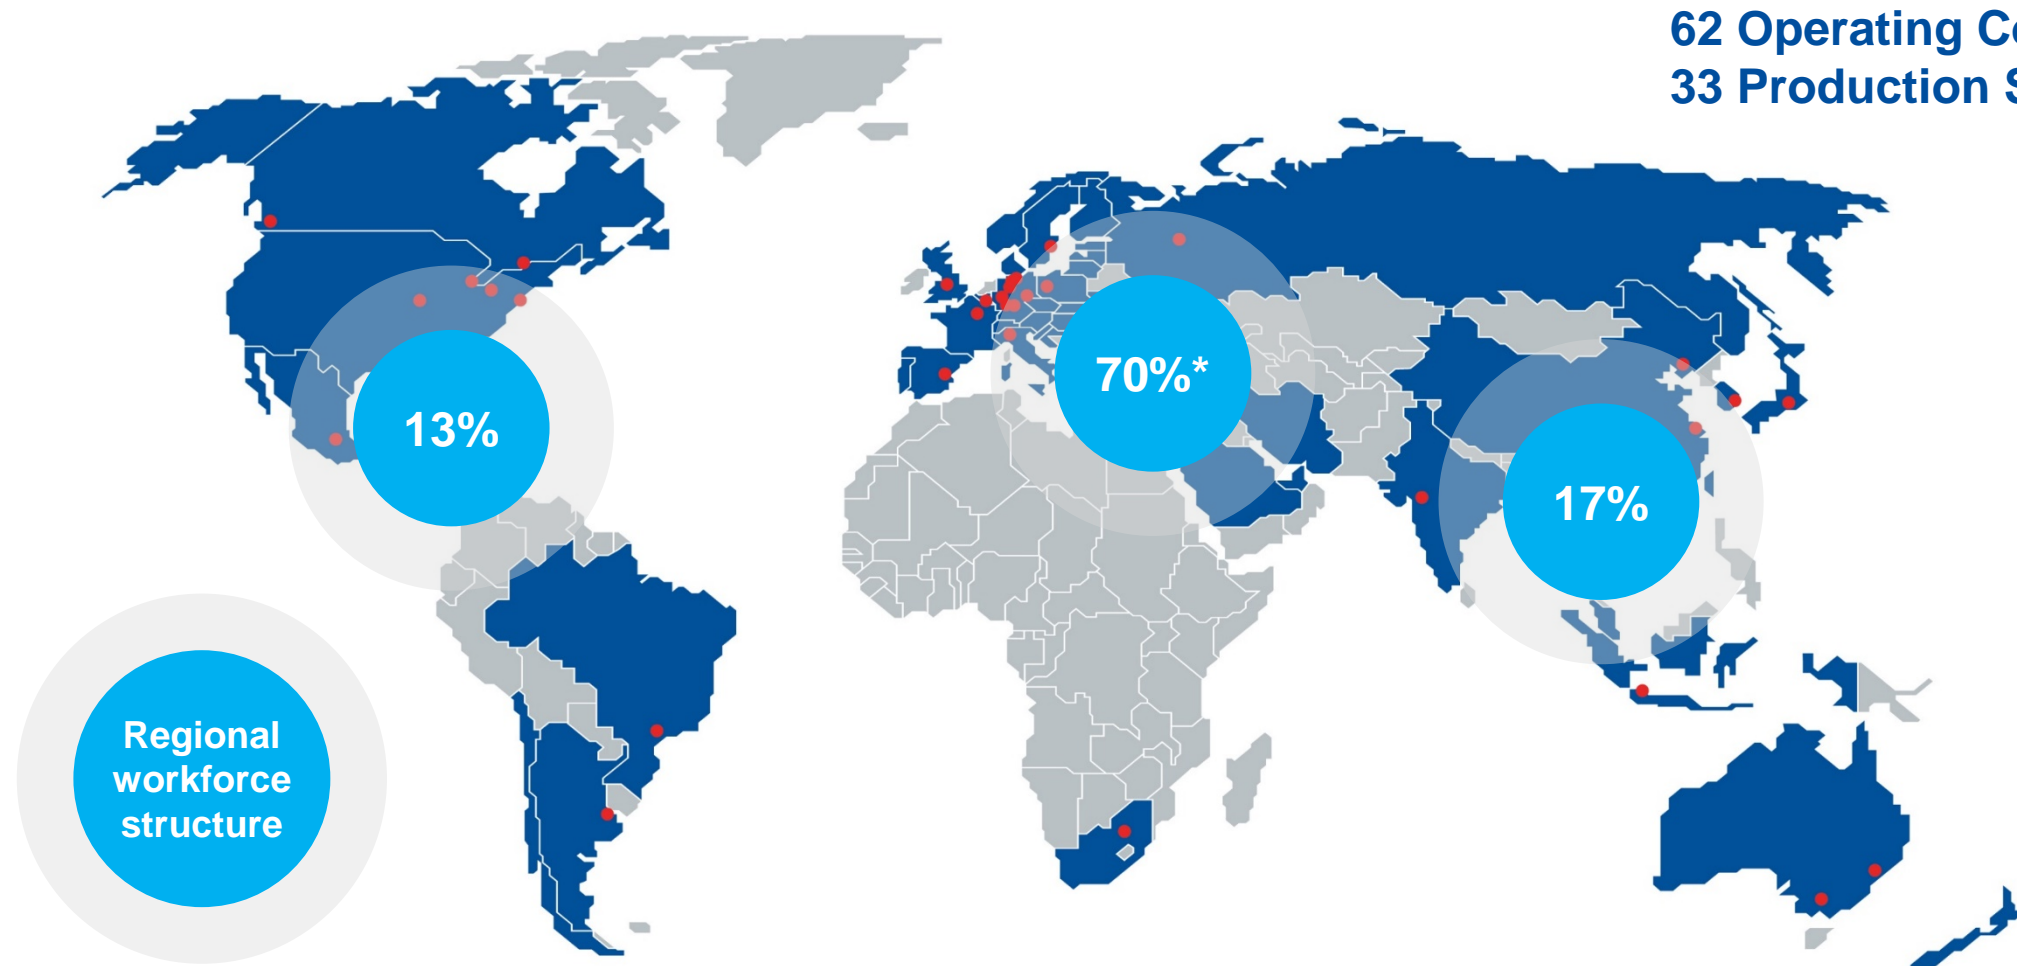 62 Operating
33 Production
70%*
13%
17%
Regional
workforce
structure